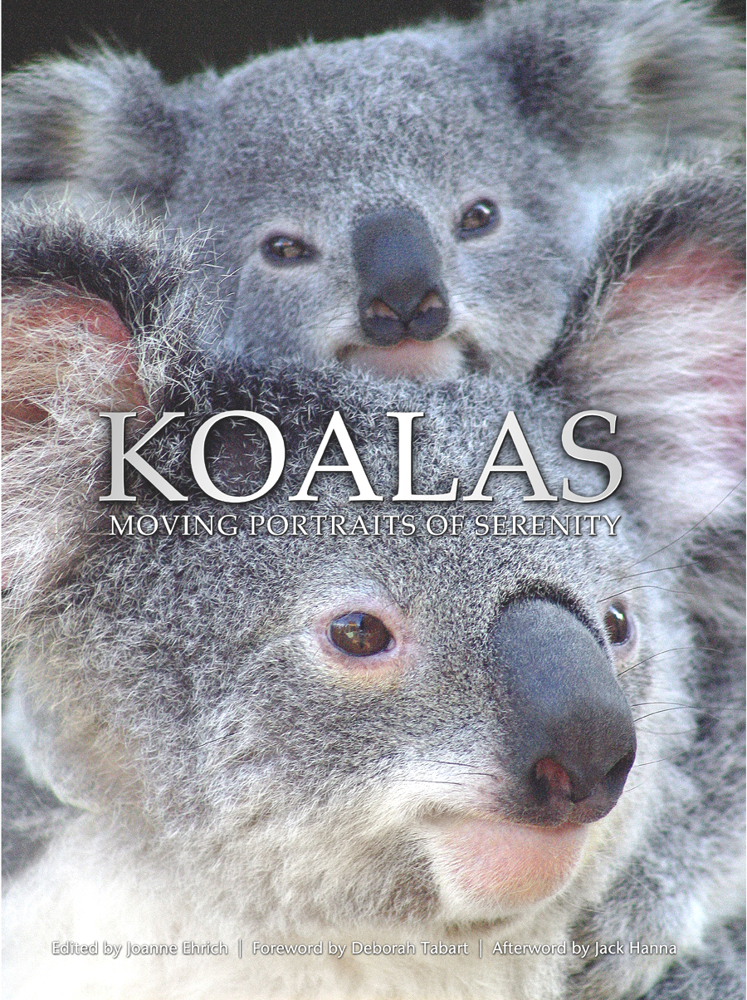 KOALAS
MOVING PORTRAITS OF SERENITY
Edited by Joanne Ehrich | Foreword by Deborah Tabart | Afterword by Jack Hanna